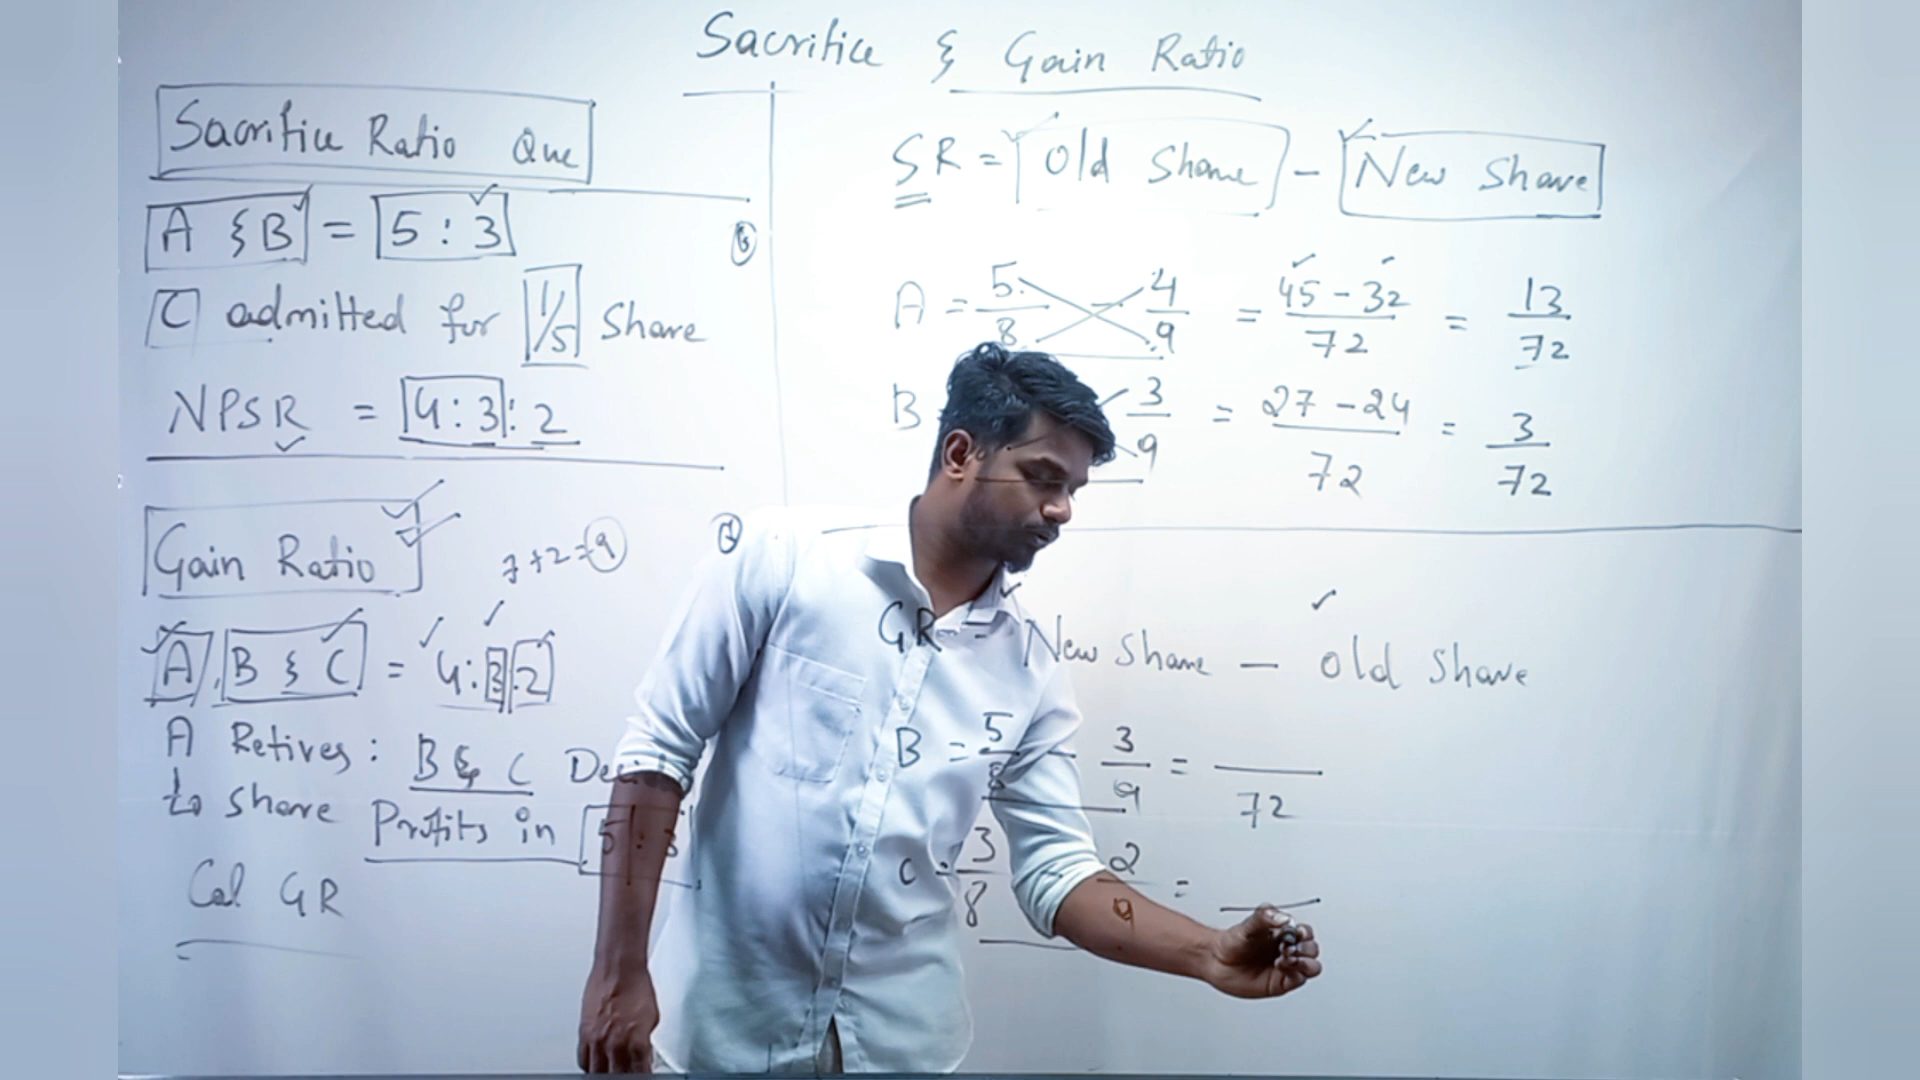 Sacrifice & Gain Ratio
Sacrifice Ratio Que
A & B = 5 : 3
C admitted for 1/5 Share
NPSR = 4 : 3 : 2
SR = Old Share - New Share
A = 5/8 - 4/9 = 45 - 32/72 = 13/72
B 3/9 = 27 - 24/72 = 3/72
Gain Ratio
7 + 2 = 9
A, B & C = 4 : 3 : 2
A Retires : B & C
to share Profits in 5 : 3
Cal GR
GR = New Share - Old Share
B = 5/8 - 3/9 = /72
C = 3/8 - 2/9 =